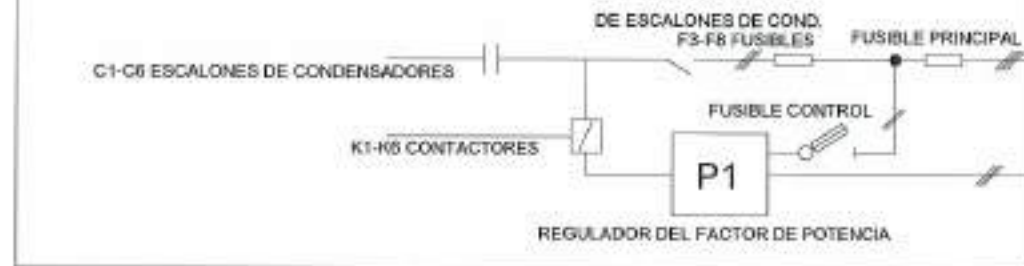 DE ESCALONES DE COND.
F3-F8 FUSIBLES
FUSIBLE PRINCIPAL
C1-C6 ESCALONES DE CONDENSADORES
FUSIBLE CONTROL
K1-K6 CONTACTORES
P1
REGULADOR DEL FACTOR DE POTENCIA